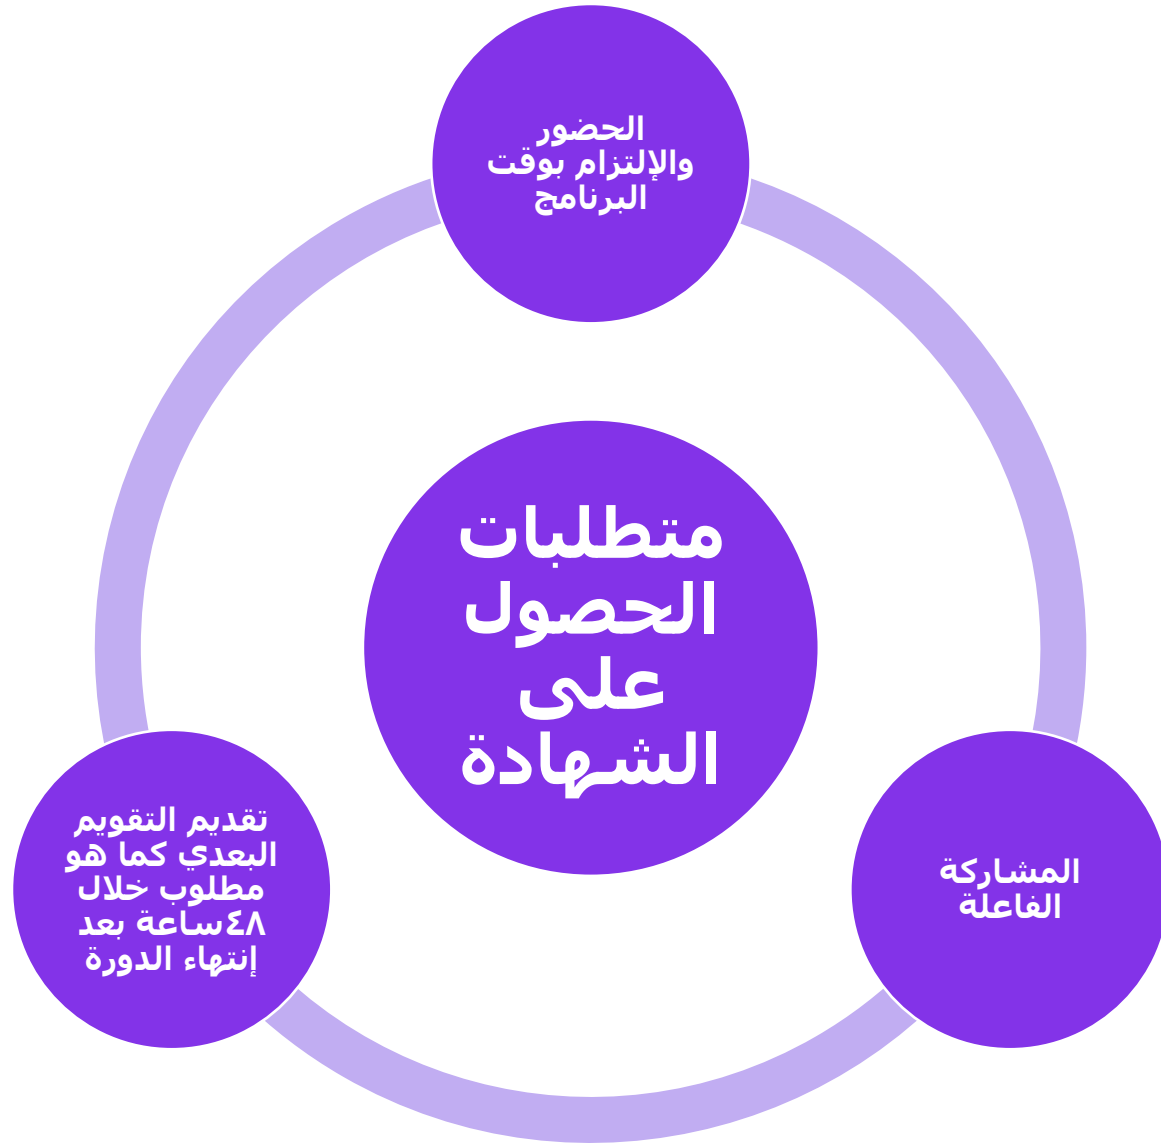 الحضور
والإلتزام بوقت
البرنامج
متطلبات
الحصول
على
الشهادة
المشاركة
الفاعلة
تقديم التقويم
البعدي كما هو
مطلوب خلال
٤٨ساعة بعد
إنتهاء الدورة